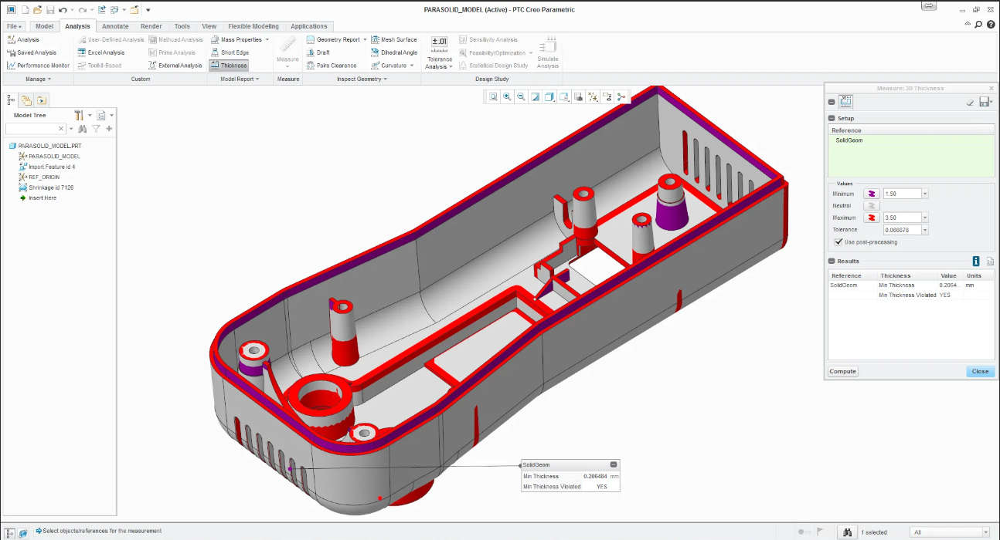 PARASOLID_MODEL (Active) - PTC Creo Parametric
File Model Analysis Annotate Render Tools View Flexible Modeling Applications
Analysis User-Defined Analysis Mathcad Analysis Mass Properties Geometry Report Mesh Surface Sensitivity Analysis
Saved Analysis Excel Analysis Prime Analysis Short Edge Draft Dihedral Angle Feasibility/Optimization
Performance Monitor Toolkit-Based External Analysis Thickness Pairs Clearance Curvature Statistical Design Study
Measure
±.01
Tolerance
Analysis
Simulate
Analysis
Manage Custom Model Report Measure Inspect Geometry Design Study
Model Tree
PARASOLID_MODEL.PRT
PARASOLID_MODEL
Import Feature id 4
REF_ORIGIN
Shrinkage id 7126
Insert Here
Measure: 3D Thickness
Setup
Reference
SolidGeom
Values
Minimum 1.50
Neutral
Maximum 3.50
Tolerance 0.066678
Use post-processing
Results
Reference Thickness Value Units
SolidGeom Min Thickness 0.2064... mm
Min Thickness Violated YES
Compute Close
SolidGeom
Min Thickness 0.206484 mm
Min Thickness Violated YES
Select objects/references for the measurement
1 selected
All